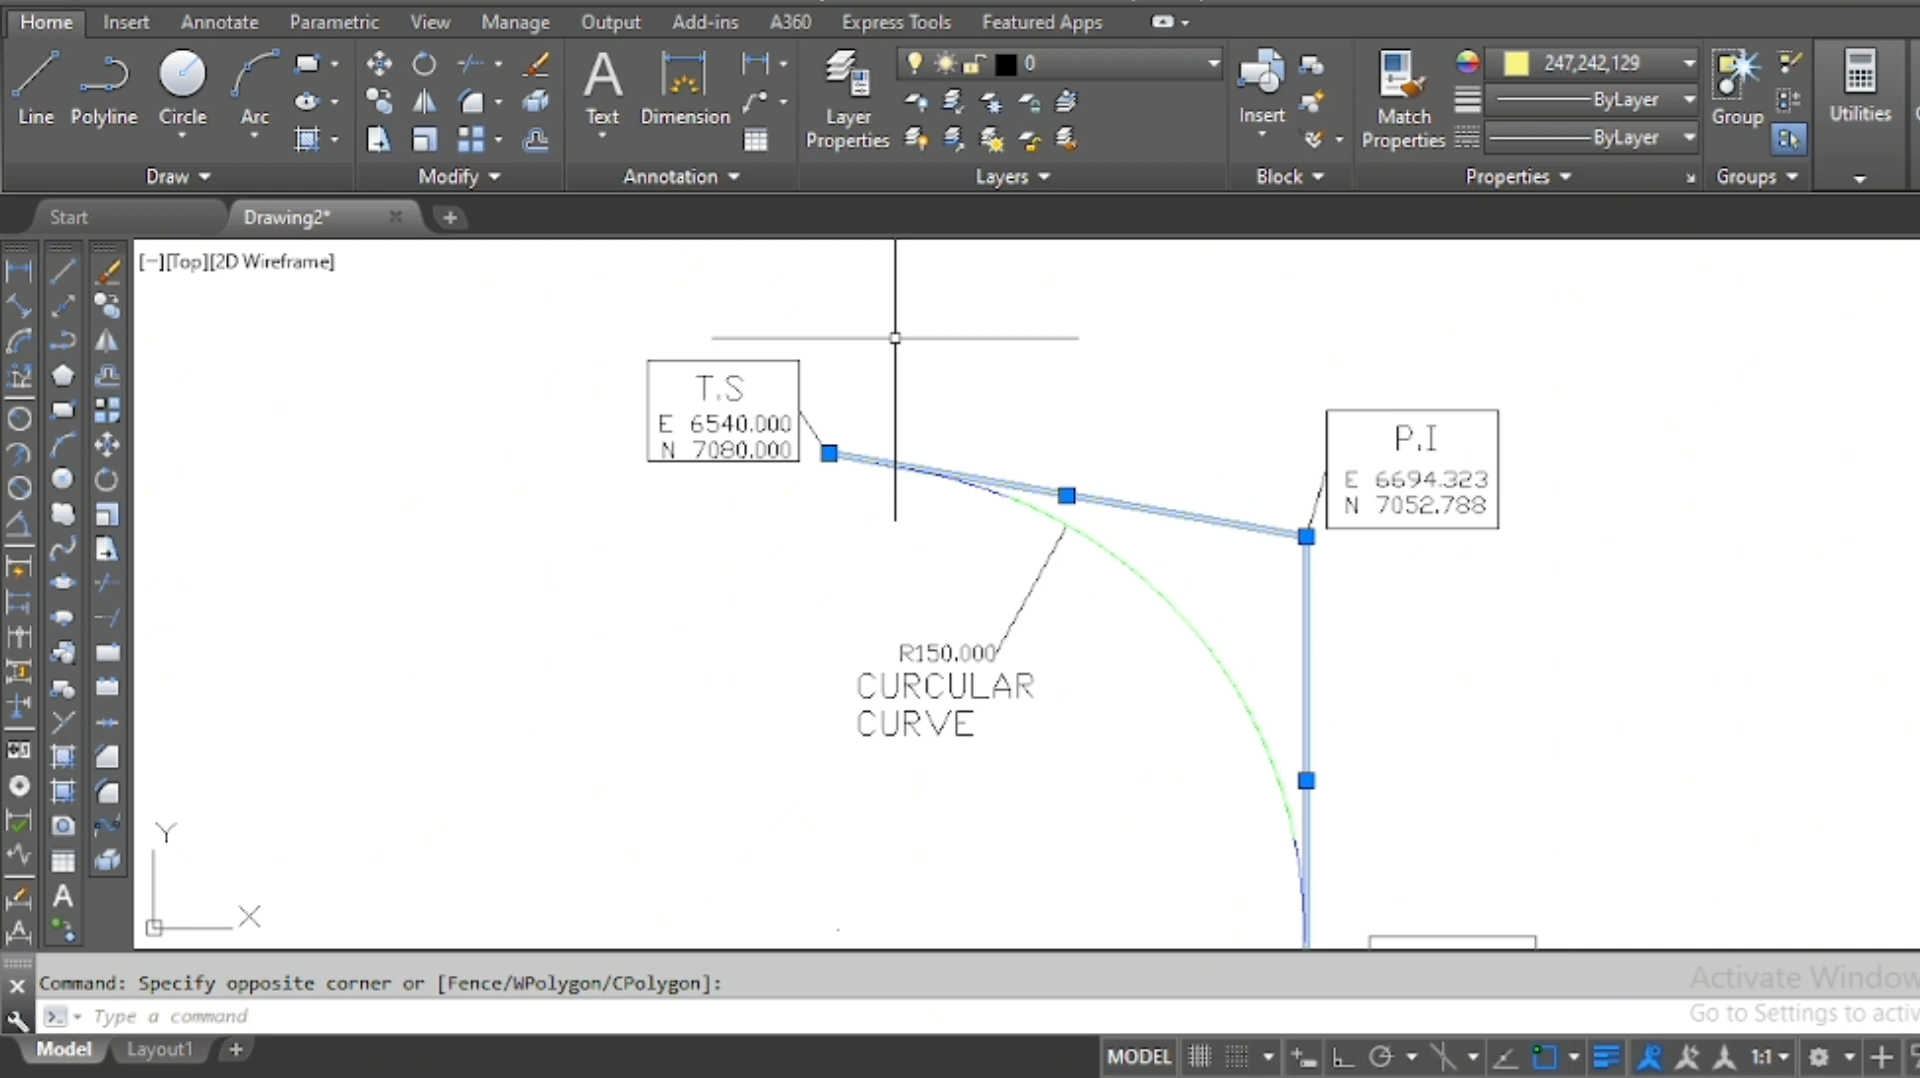 Home Insert Annotate Parametric View Manage Output Add-ins A360 Express Tools Featured Apps
0
247,242,129
ByLayer
ByLayer
Line Polyline Circle Arc
Text Dimension
Layer Properties
Insert
Match Properties
Group
Utilities
Draw Modify Annotation Layers Block Properties Groups
Start Drawing2*
[−][Top][2D Wireframe]
T.S
E 6540.000
N 7080.000
P.I
E 6694.323
N 7052.788
R150.000
CURCULAR
CURVE
Y
X
A
Command: Specify opposite corner or [Fence/WPolygon/CPolygon]:
Type a command
Activate Window
Go to Settings to activ
Model Layout1
MODEL
1:1